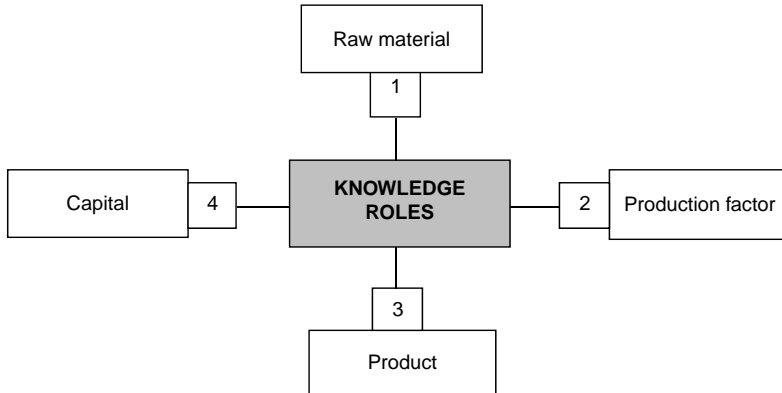 Raw material
1
Capital
4
KNOWLEDGE
ROLES
2
Production factor
3
Product